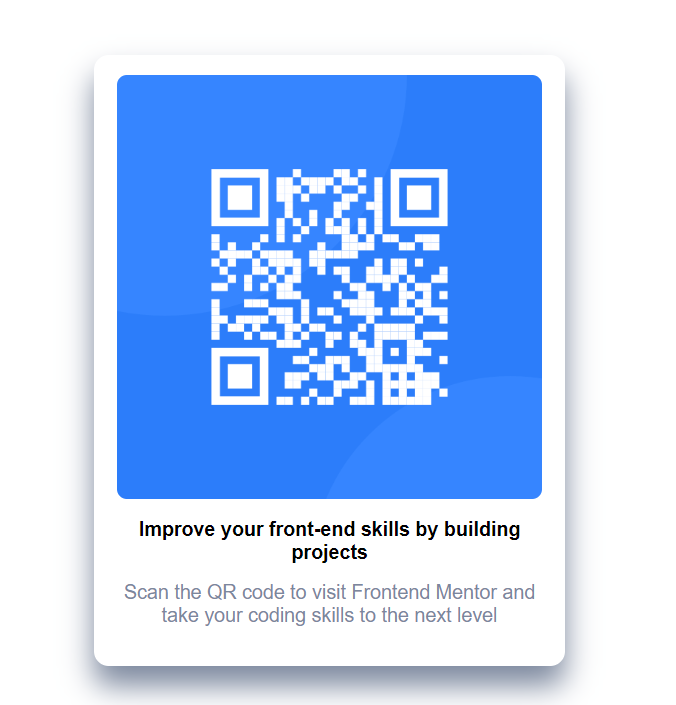 Improve your front-end skills by building
projects
Scan the QR code to visit Frontend Mentor and
take your coding skills to the next level